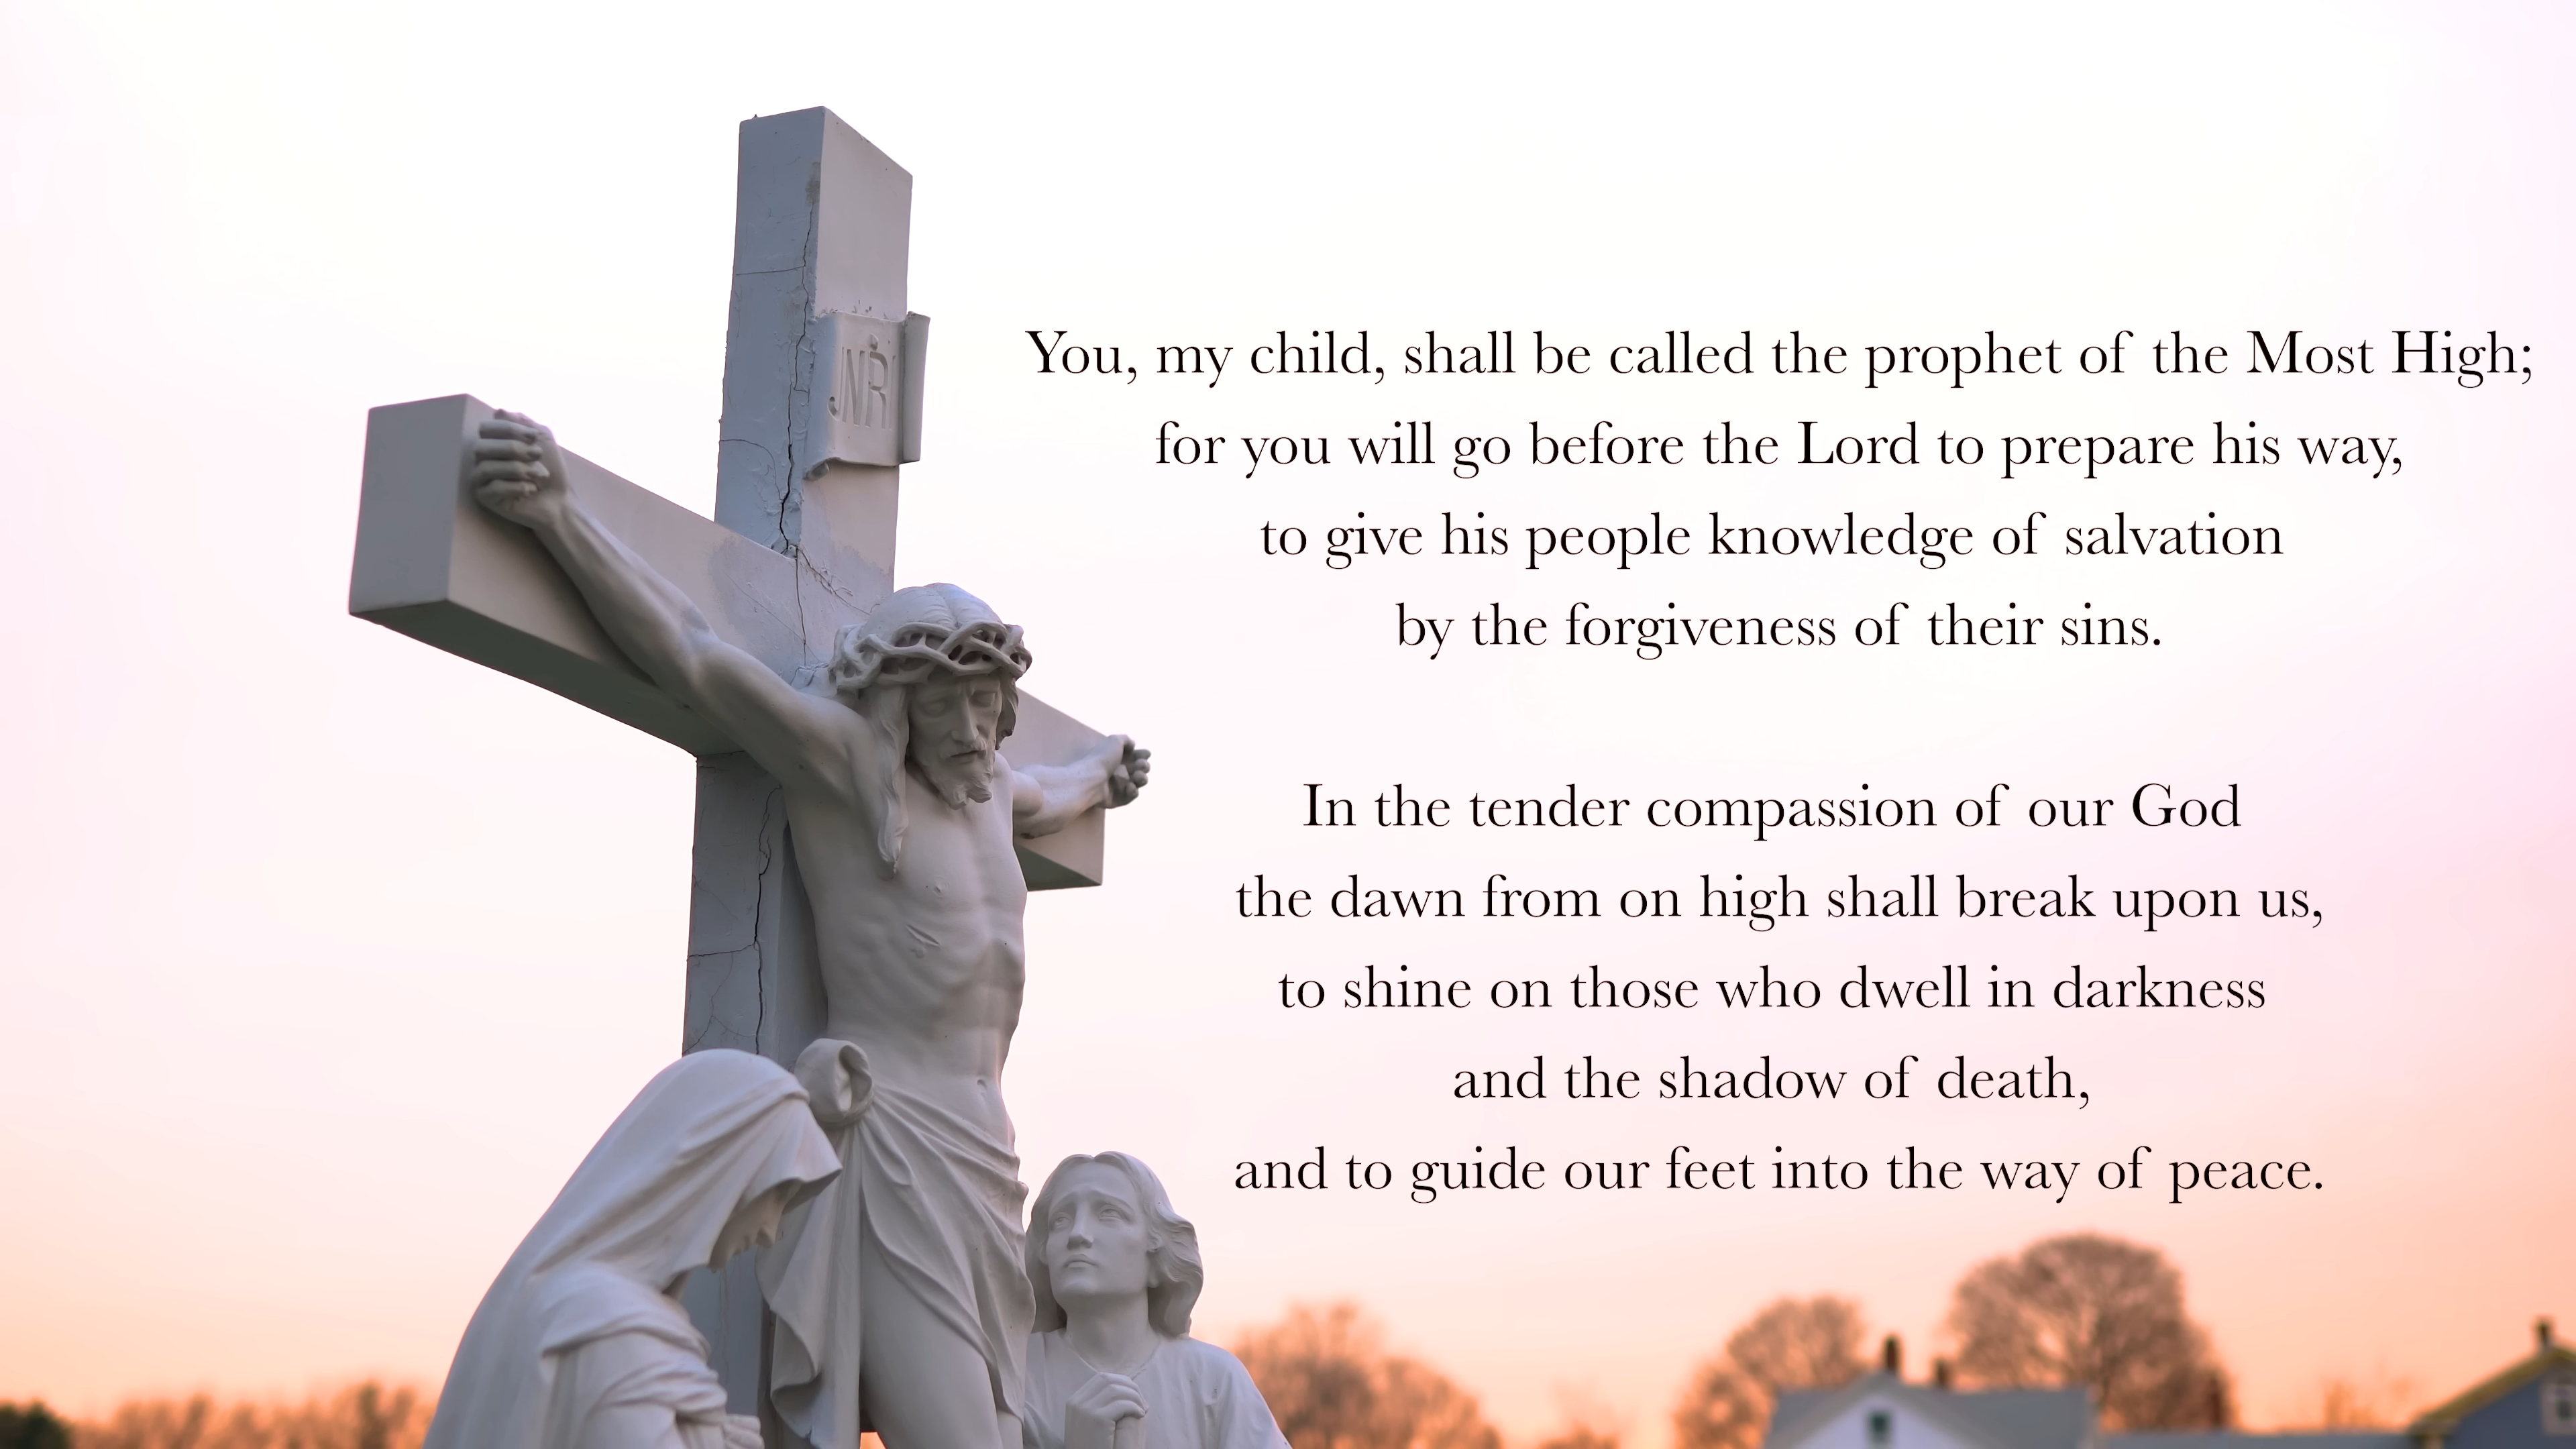 JNRI
You, my child, shall be called the prophet of the Most High;
for you will go before the Lord to prepare his way,
to give his people knowledge of salvation
by the forgiveness of their sins.
In the tender compassion of our God
the dawn from on high shall break upon us,
to shine on those who dwell in darkness
and the shadow of death,
and to guide our feet into the way of peace.